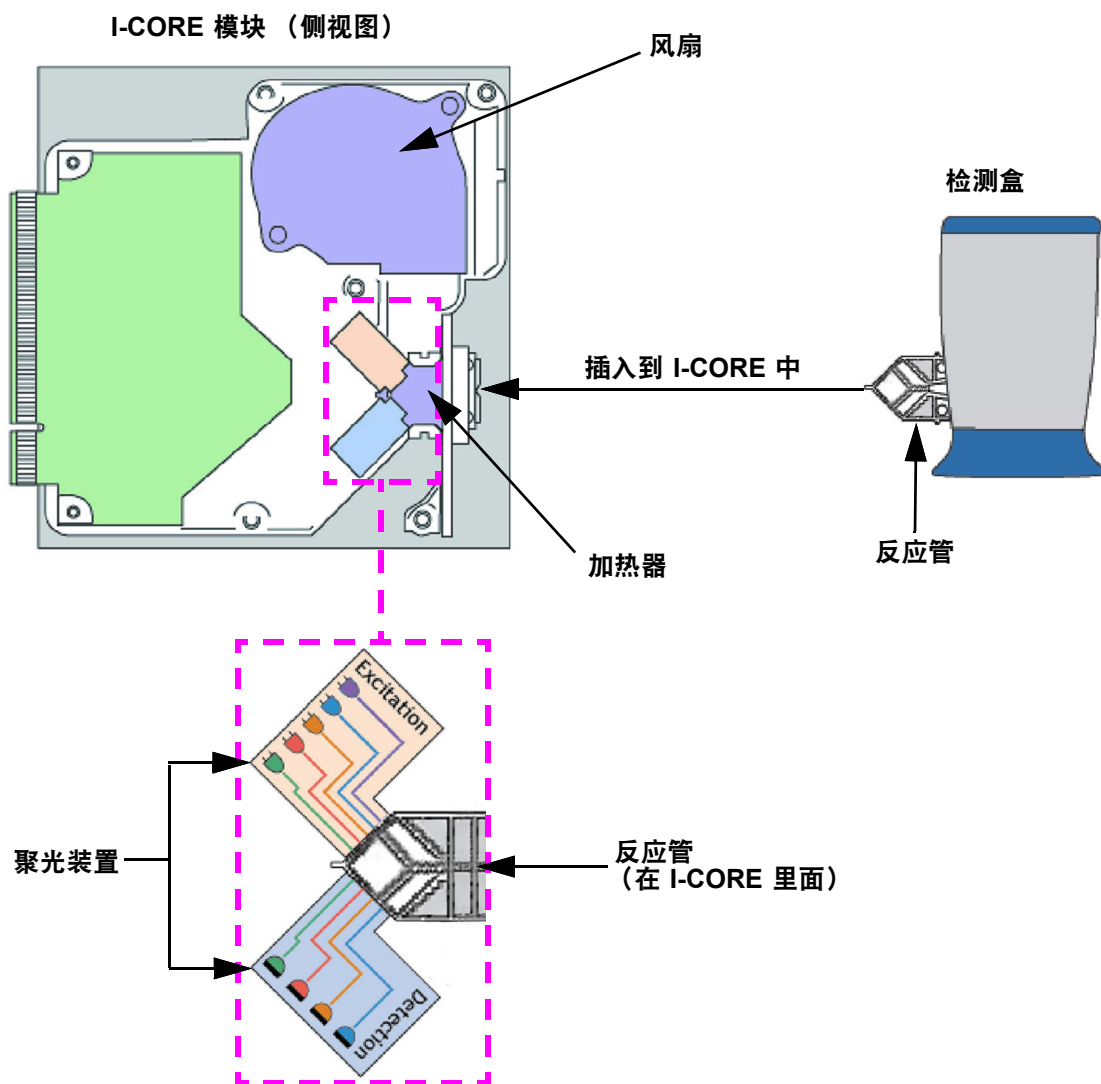 I-CORE 模块 （侧视图）
风扇
检测盒
插入到 I-CORE 中
加热器
反应管
Excitation
聚光装置
反应管
（在 I-CORE 里面）
Detection